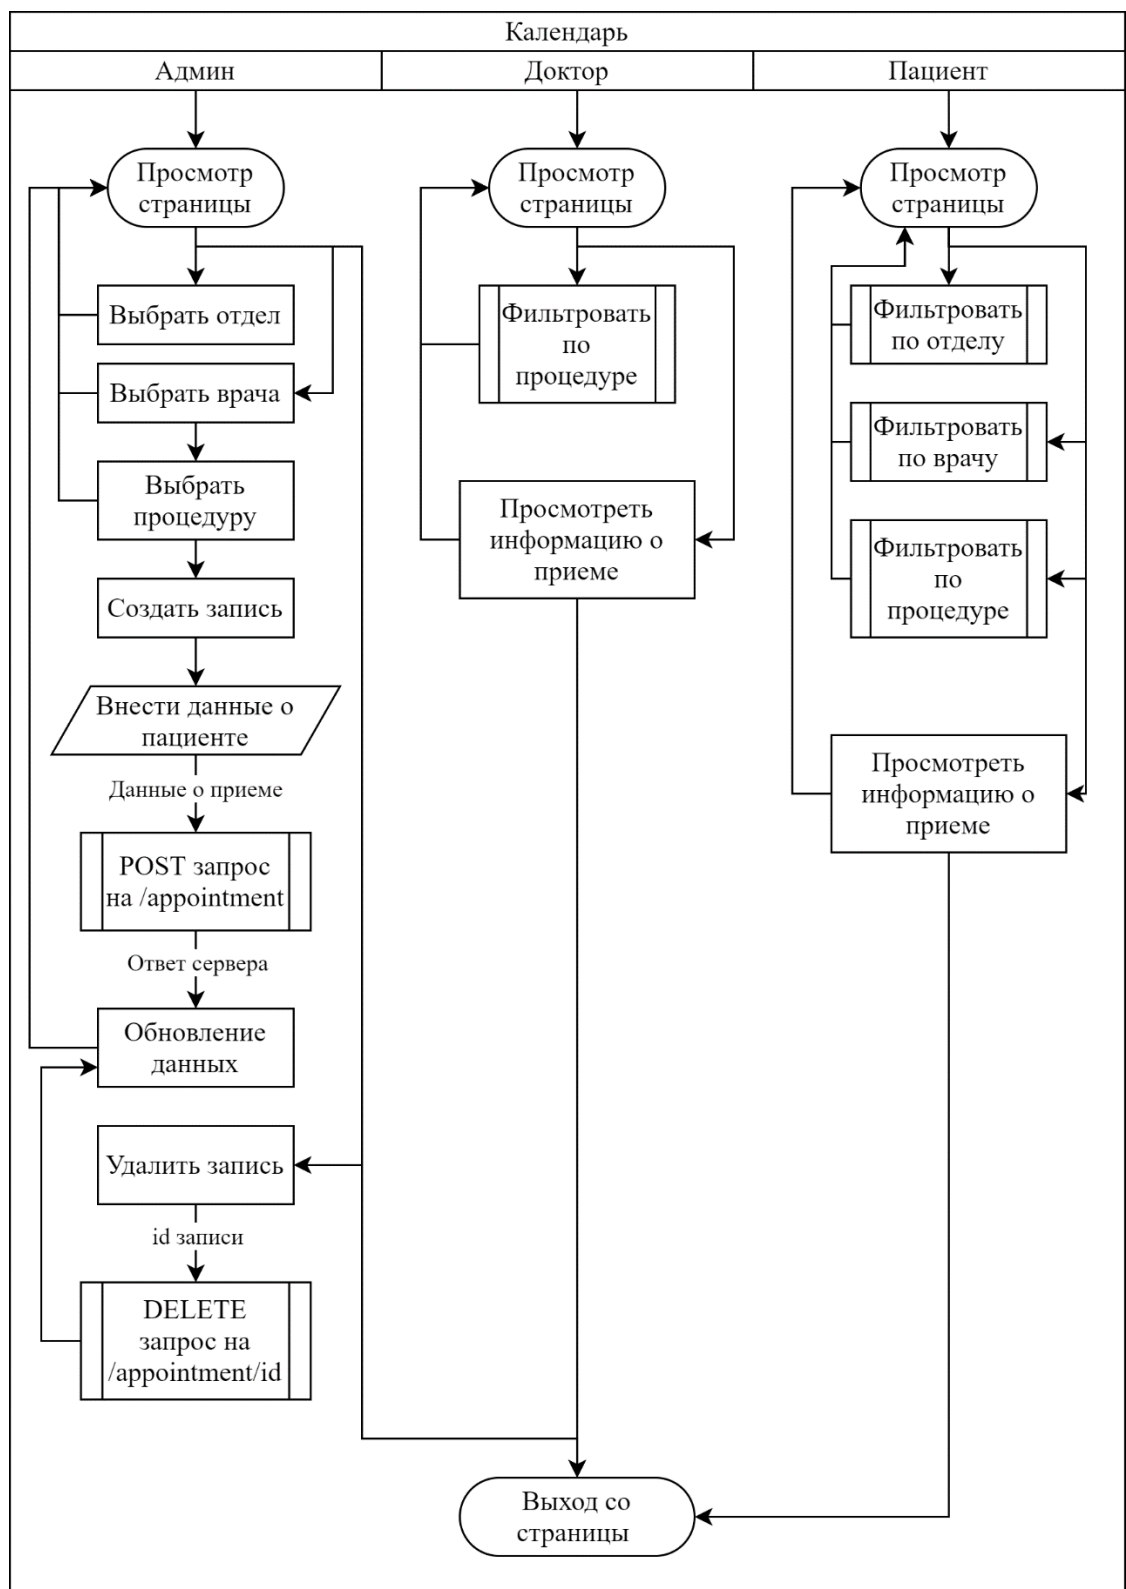 Календарь
Админ
Доктор
Пациент
Просмотр
страницы
Выбрать отдел
Выбрать врача
Выбрать
процедуру
Создать запись
Внести данные о
пациенте
Данные о приеме
POST запрос
на /appointment
Ответ сервера
Обновление
данных
Удалить запись
id записи
DELETE
запрос на
/appointment/id
Просмотр
страницы
Фильтровать
по
процедуре
Просмотреть
информацию о
приеме
Просмотр
страницы
Фильтровать
по отделу
Фильтровать
по врачу
Фильтровать
по
процедуре
Просмотреть
информацию о
приеме
Выход со
страницы